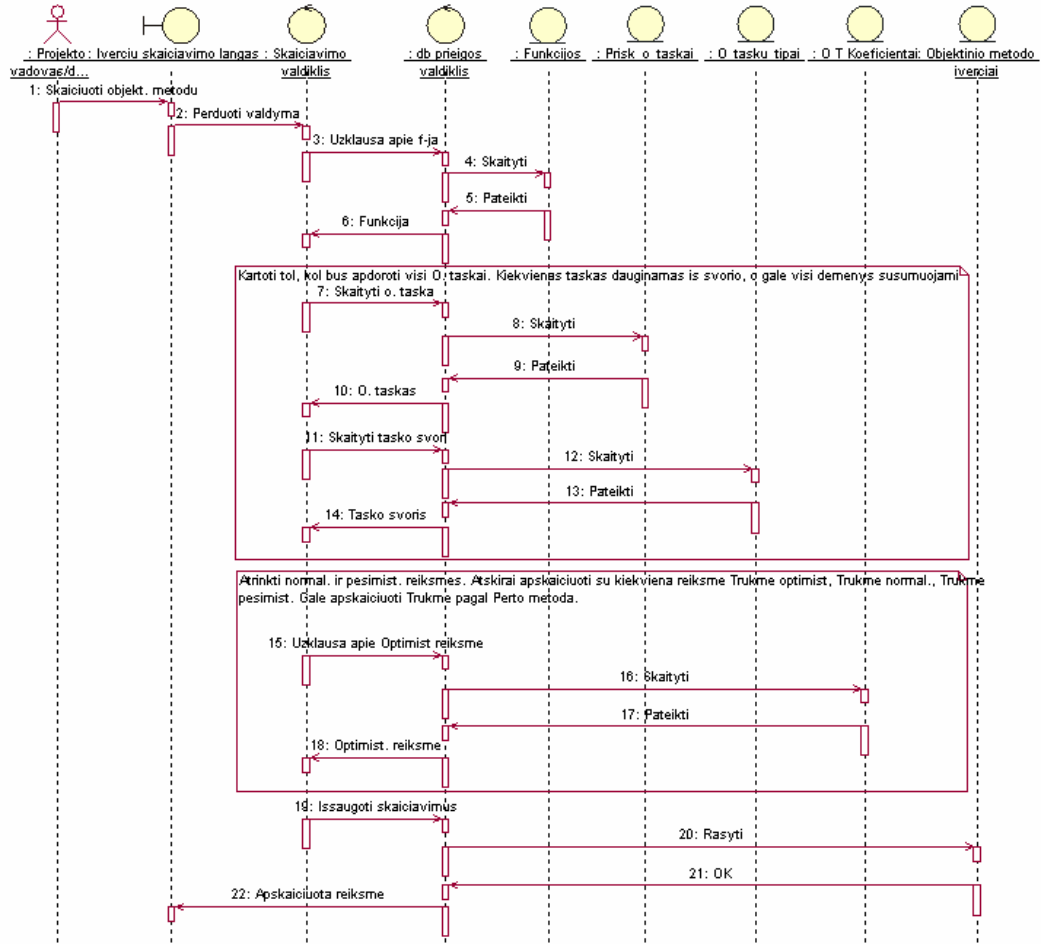 : Projekto
vadovas/d...
: Iverciu skaiciavimo langas
: Skaiciavimo
valdiklis
: db prieigos
valdiklis
: Funkcijos
: Prisk o taskai
: O tasku tipai
: O T Koeficientai
: Objektinio metodo
iverciai
1: Skaiciuoti objekt. metodu
2: Perduoti valdyma
3: Uzklausa apie f-ja
4: Skaityti
5: Pateikti
6: Funkcija
Kartoti tol, kol bus apdoroti visi O. taskai. Kiekvienas taskas dauginamas is svorio, o gale visi demenys susumuojami
7: Skaityti o. taska
8: Skaityti
9: Pateikti
10: O. taskas
11: Skaityti tasko svori
12: Skaityti
13: Pateikti
14: Tasko svoris
Atrinkti normal. ir pesimist. reiksmes. Atskirai apskaiciuoti su kiekviena reiksme Trukme optimist, Trukme normal., Trukme
pesimist. Gale apskaiciuoti Trukme pagal Perto metoda.
15: Uzklausa apie Optimist reiksme
16: Skaityti
17: Pateikti
18: Optimist. reiksme
19: Issaugoti skaiciavimus
20: Rasyti
21: OK
22: Apskaiciuota reiksme